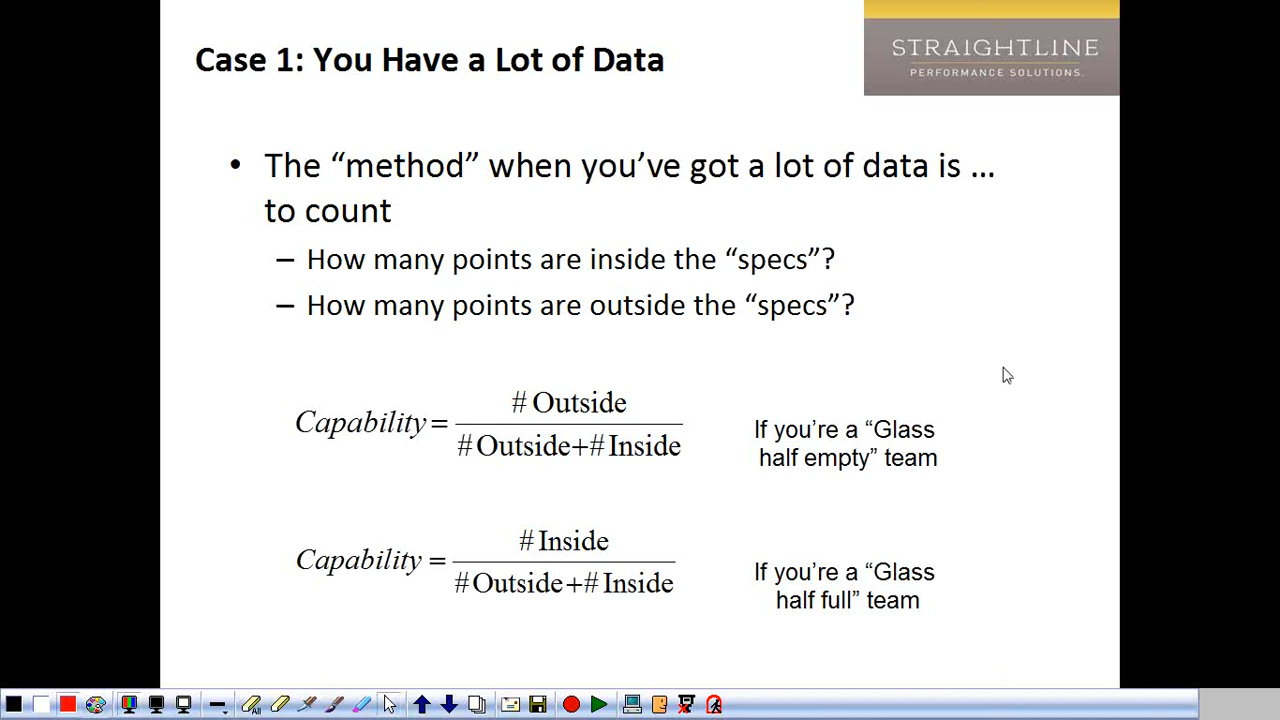 Case 1: You Have a Lot of Data
STRAIGHTLINE
PERFORMANCE SOLUTIONS.
• The “method” when you’ve got a lot of data is …
to count
– How many points are inside the “specs”?
– How many points are outside the “specs”?
Capability = # Outside / # Outside+# Inside
If you’re a “Glass
half empty” team
Capability = # Inside / # Outside+# Inside
If you’re a “Glass
half full” team
All